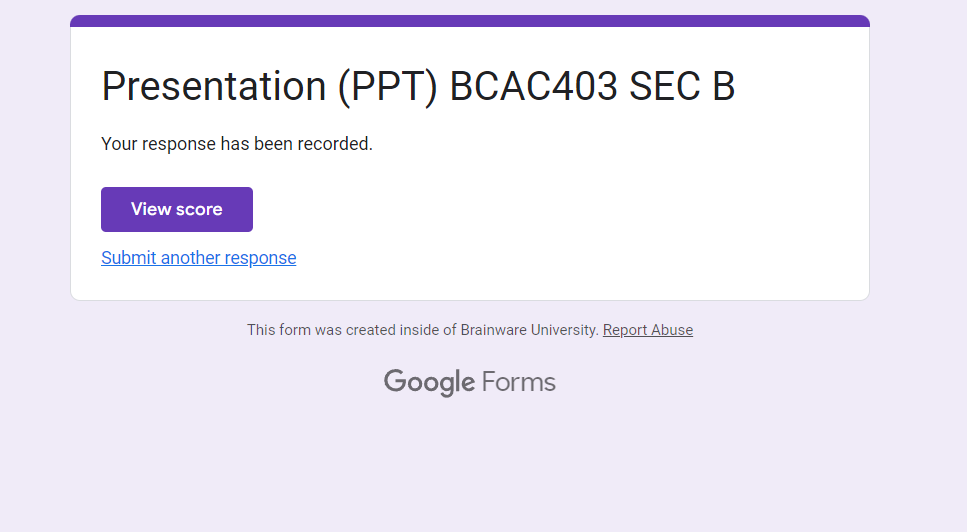 Presentation (PPT) BCAC403 SEC B
Your response has been recorded.
View score
Submit another response
This form was created inside of Brainware University. Report Abuse
Google Forms